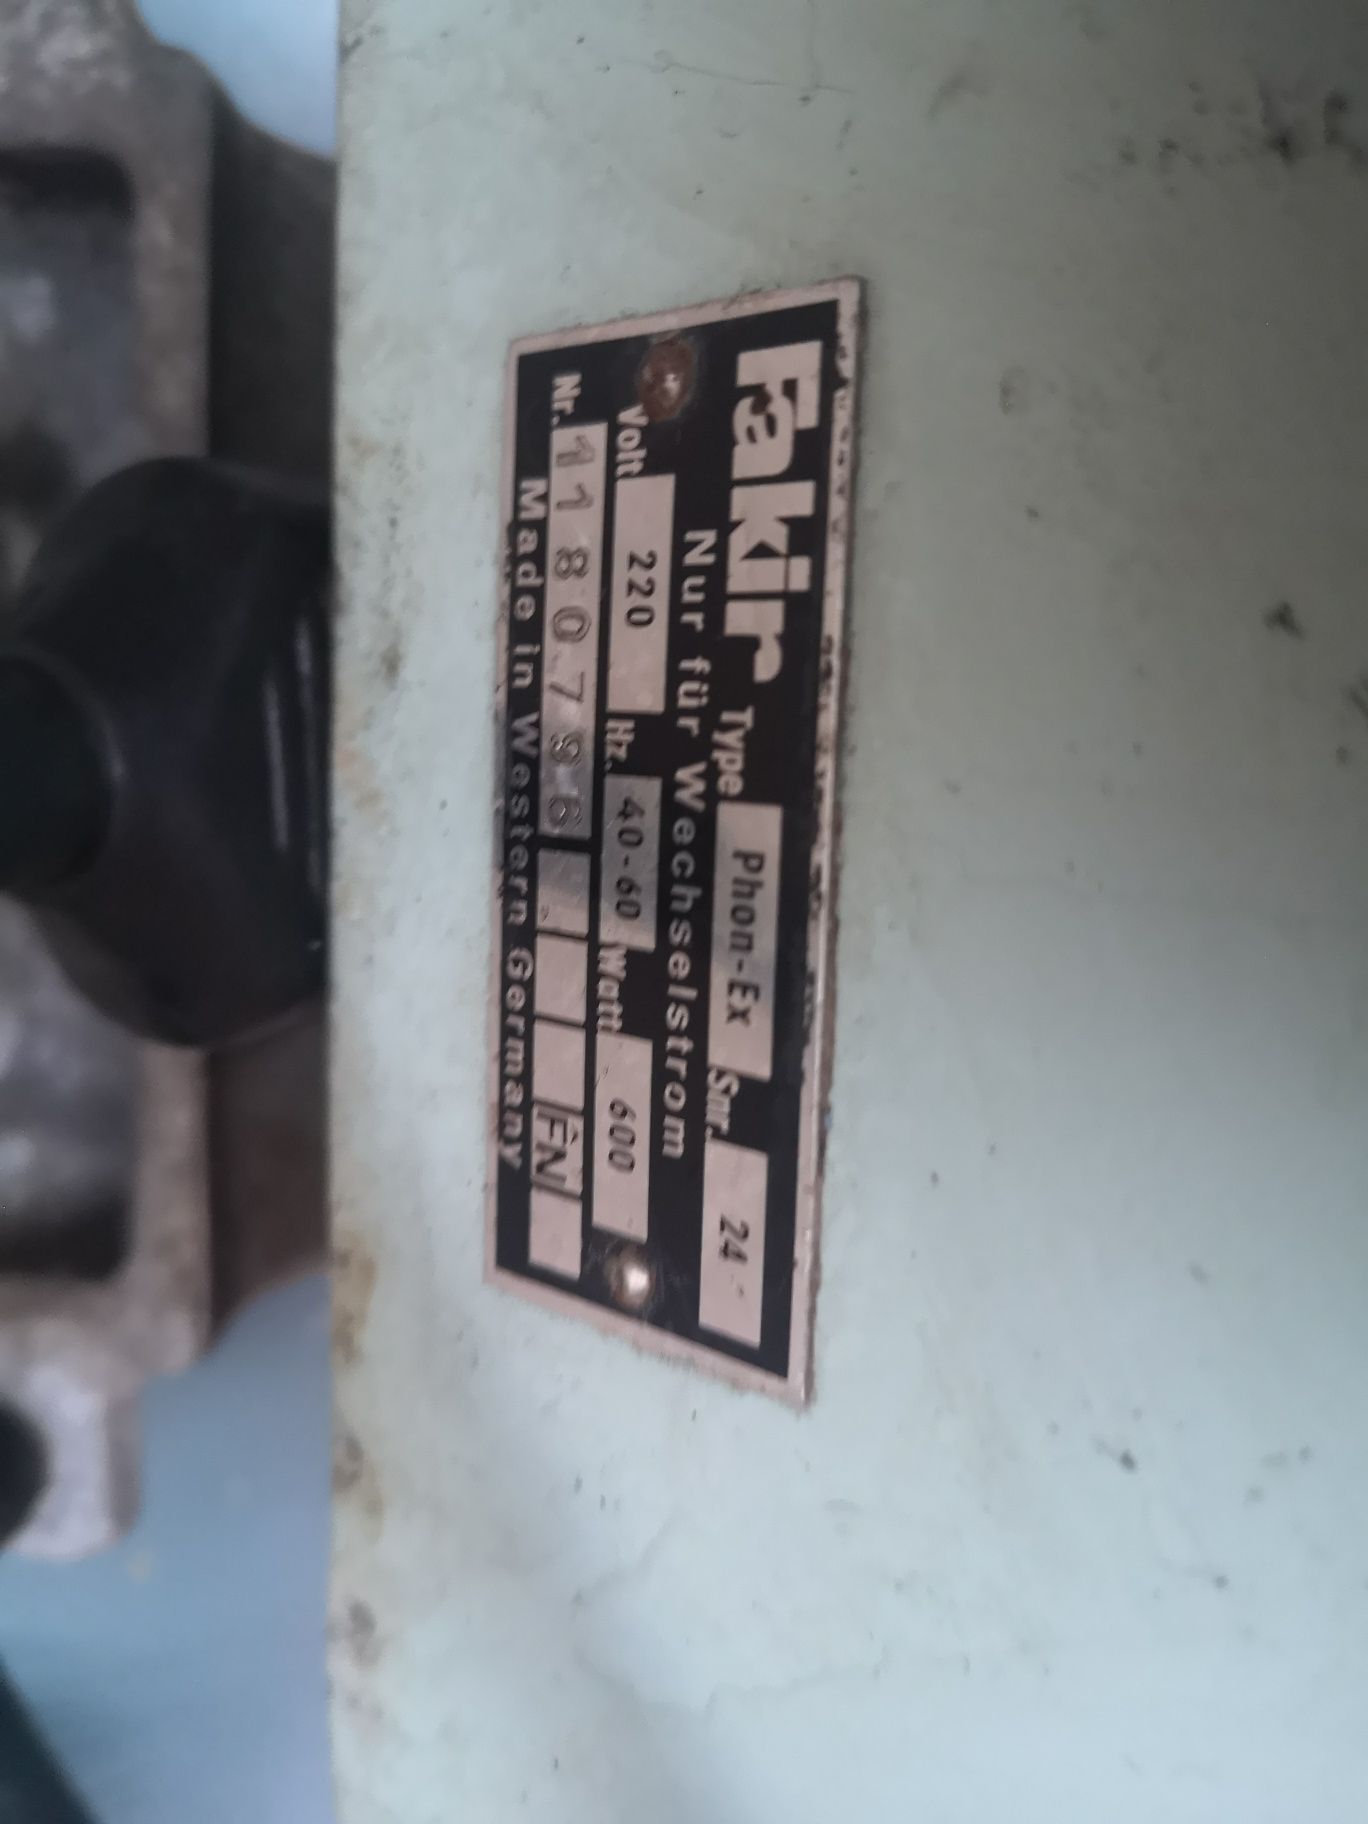 Fakir Type Phon-Ex Snr. 24
Nur für Wechselstrom
Volt 220 Hz. 40-60 Watt 600
Nr. 1180796 FN
Made in Western Germany